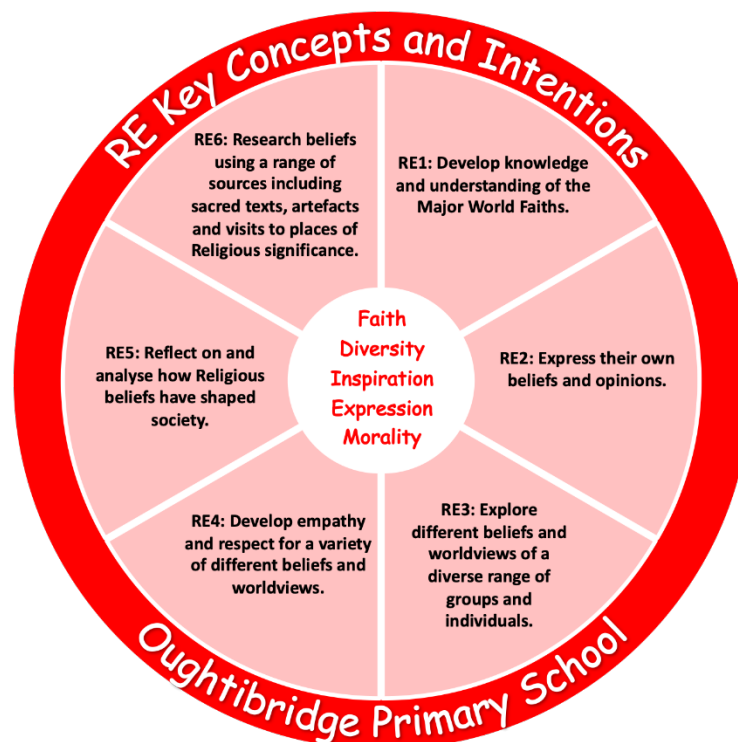 RE Key Concepts and Intentions
RE1: Develop knowledge
and understanding of the
Major World Faiths.
RE2: Express their own
beliefs and opinions.
RE3: Explore
different beliefs and
worldviews of a
diverse range of
groups and
individuals.
RE4: Develop empathy
and respect for a variety
of different beliefs and
worldviews.
RE5: Reflect on and
analyse how Religious
beliefs have shaped
society.
RE6: Research beliefs
using a range of
sources including
sacred texts, artefacts
and visits to places of
Religious significance.
Faith
Diversity
Inspiration
Expression
Morality
Oughtibridge Primary School